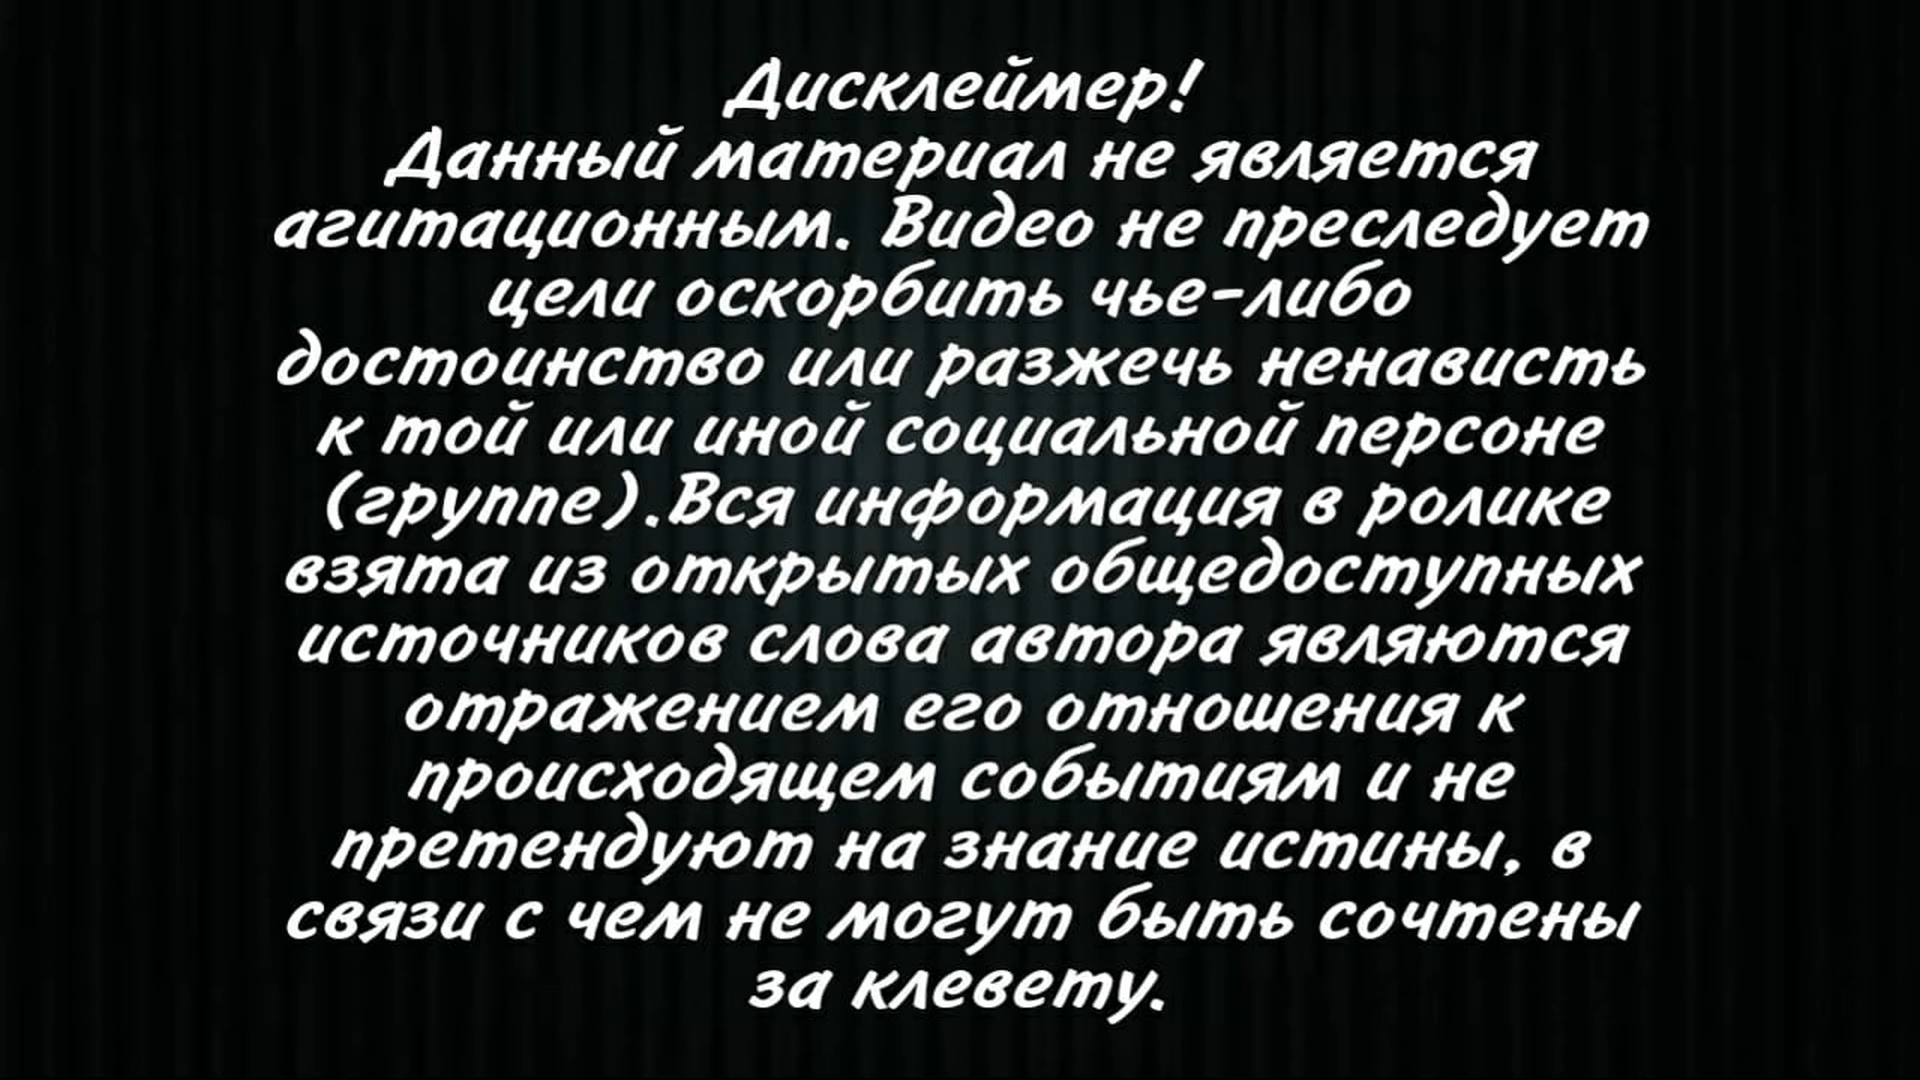 Дисклеймер!
Данный материал не является
агитационным. Видео не преследует
цели оскорбить чье-либо
достоинство или разжечь ненависть
к той или иной социальной персоне
(группе).Вся информация в ролике
взята из открытых общедоступных
источников слова автора являются
отражением его отношения к
происходящем событиям и не
претендуют на знание истины, в
связи с чем не могут быть сочтены
за клевету.